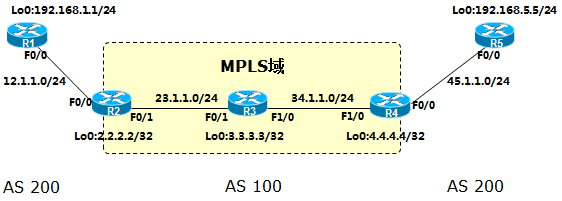 Lo0:192.168.1.1/24
Lo0:192.168.5.5/24
R1
R5
F0/0
F0/0
MPLS域
12.1.1.0/24
23.1.1.0/24
34.1.1.0/24
45.1.1.0/24
F0/0
R2
R3
R4
F0/0
F0/1
F0/1
F1/0
F1/0
Lo0:2.2.2.2/32
Lo0:3.3.3.3/32
Lo0:4.4.4.4/32
AS 200
AS 100
AS 200